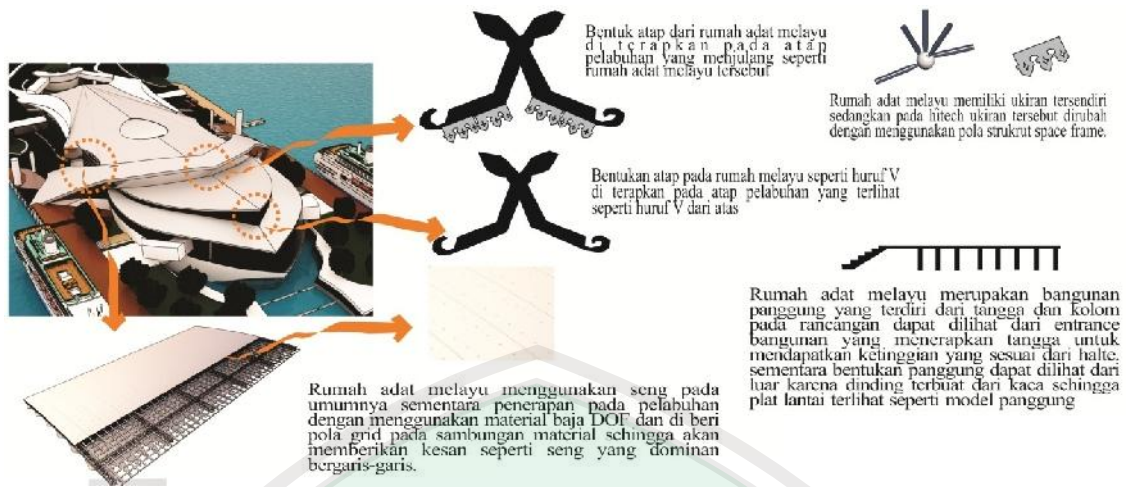 Bentuk atap dari rumah adat melayu
di terapkan pada atap
pelabuhan yang menjulang seperti
rumah adat melayu tersebut
Rumah adat melayu memiliki ukiran tersendiri
sedangkan pada hitech ukiran tersebut dirubah
dengan menggunakan pola strukrut space frame.
Bentukan atap pada rumah melayu seperti huruf V
di terapkan pada atap pelabuhan yang terlihat
seperti huruf V dari atas
Rumah adat melayu merupakan bangunan
panggung yang terdiri dari tangga dan kolom
pada rancangan dapat dilihat dari entrance
bangunan yang menerapkan tangga untuk
mendapatkan ketinggian yang sesuai dari halte,
sementara bentukan panggung dapat dilihat dari
luar karena dinding terbuat dari kaca schingga
plat lantai terlihat seperti model panggung
Rumah adat melayu menggunakan seng pada
umumnya sementara penerapan pada pelabuhan
dengan menggunakan material baja DOF dan di beri
pola grid pada sambungan material schingga akan
memberikan kesan seperti seng yang dominan
bergaris-garis.